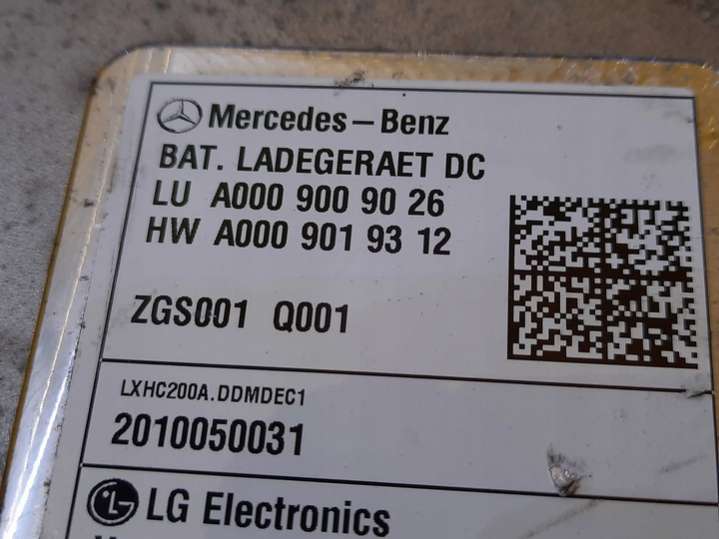 Mercedes-Benz
BAT. LADEGERAET DC
LU A000 900 90 26
HW A000 901 93 12
ZGS001 Q001
LXHC200A.DDMDEC1
2010050031
LG Electronics